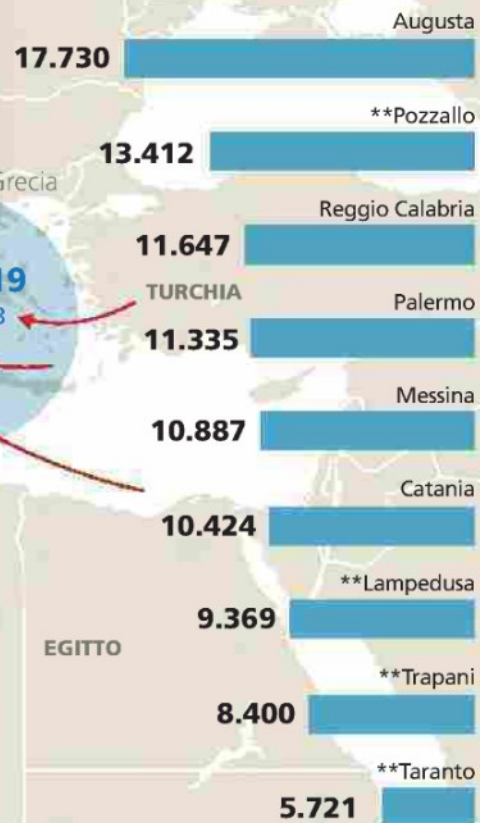 Augusta
17.730
**Pozzallo
13.412
Reggio Calabria
11.647
TURCHIA
Palermo
11.335
Messina
10.887
Catania
10.424
**Lampedusa
9.369
EGITTO
**Trapani
8.400
**Taranto
5.721